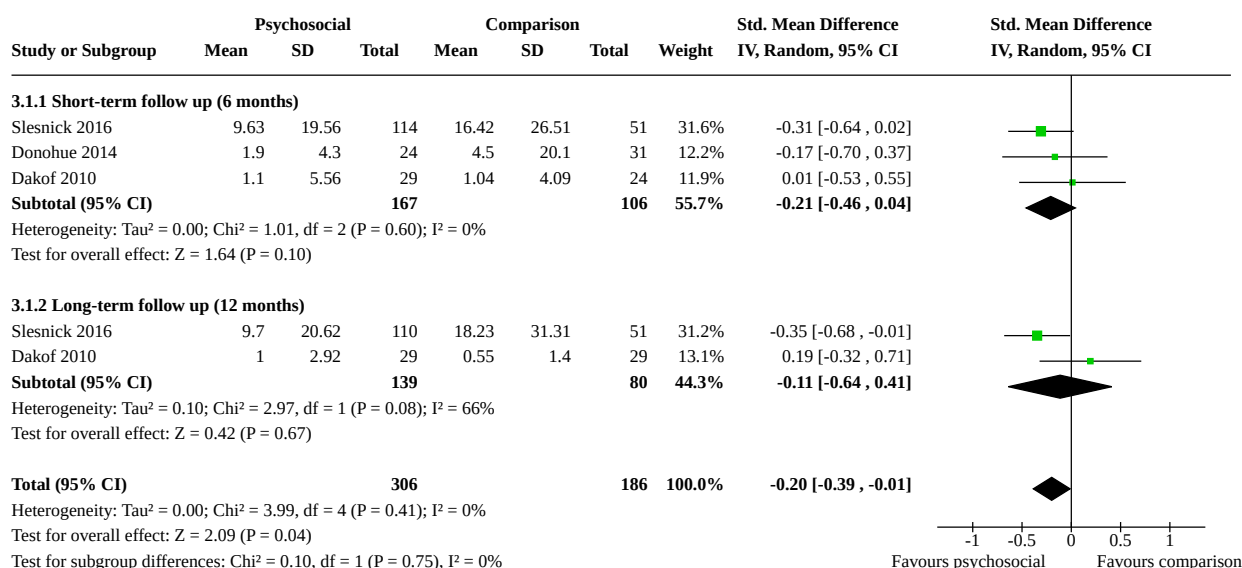 Psychosocial Comparison Std. Mean Difference Std. Mean Difference
Study or Subgroup Mean SD Total Mean SD Total Weight IV, Random, 95% CI IV, Random, 95% CI
3.1.1 Short-term follow up (6 months)
Slesnick 2016 9.63 19.56 114 16.42 26.51 51 31.6% -0.31 [-0.64 , 0.02]
Donohue 2014 1.9 4.3 24 4.5 20.1 31 12.2% -0.17 [-0.70 , 0.37]
Dakof 2010 1.1 5.56 29 1.04 4.09 24 11.9% 0.01 [-0.53 , 0.55]
Subtotal (95% CI) 167 106 55.7% -0.21 [-0.46 , 0.04]
Heterogeneity: Tau² = 0.00; Chi² = 1.01, df = 2 (P = 0.60); I² = 0%
Test for overall effect: Z = 1.64 (P = 0.10)
3.1.2 Long-term follow up (12 months)
Slesnick 2016 9.7 20.62 110 18.23 31.31 51 31.2% -0.35 [-0.68 , -0.01]
Dakof 2010 1 2.92 29 0.55 1.4 29 13.1% 0.19 [-0.32 , 0.71]
Subtotal (95% CI) 139 80 44.3% -0.11 [-0.64 , 0.41]
Heterogeneity: Tau² = 0.10; Chi² = 2.97, df = 1 (P = 0.08); I² = 66%
Test for overall effect: Z = 0.42 (P = 0.67)
Total (95% CI) 306 186 100.0% -0.20 [-0.39 , -0.01]
Heterogeneity: Tau² = 0.00; Chi² = 3.99, df = 4 (P = 0.41); I² = 0%
Test for overall effect: Z = 2.09 (P = 0.04)
-1 -0.5 0 0.5 1
Test for subgroup differences: Chi² = 0.10, df = 1 (P = 0.75), I² = 0% Favours psychosocial Favours comparison